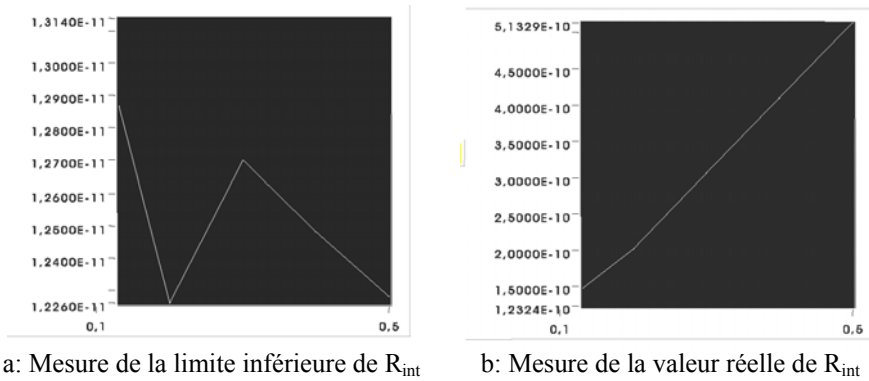 1,3140E-11
1,3000E-11
1,2900E-11
1,2800E-11
1,2700E-11
1,2600E-11
1,2500E-11
1,2400E-11
1,2260E-11
0,1 0,5
a: Mesure de la limite inférieure de Rint
5,1329E-10
4,5000E-10
4,0000E-10
3,5000E-10
3,0000E-10
2,5000E-10
2,0000E-10
1,5000E-10
1,2324E-10
0,1 0,5
b: Mesure de la valeur réelle de Rint